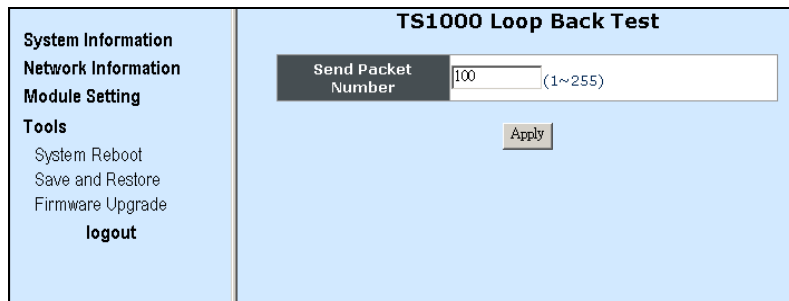 System Information
Network Information
Module Setting
Tools
System Reboot
Save and Restore
Firmware Upgrade
logout
TS1000 Loop Back Test
Send Packet
Number
100
(1~255)
Apply